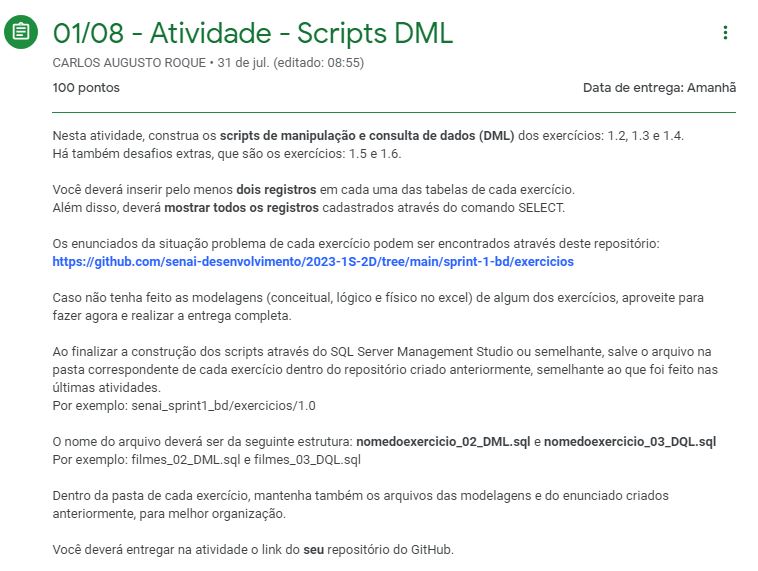 01/08 - Atividade - Scripts DML
CARLOS AUGUSTO ROQUE • 31 de jul. (editado: 08:55)
100 pontos
Data de entrega: Amanhã
Nesta atividade, construa os scripts de manipulação e consulta de dados (DML) dos exercícios: 1.2, 1.3 e 1.4.
Há também desafios extras, que são os exercícios: 1.5 e 1.6.
Você deverá inserir pelo menos dois registros em cada uma das tabelas de cada exercício.
Além disso, deverá mostrar todos os registros cadastrados através do comando SELECT.
Os enunciados da situação problema de cada exercício podem ser encontrados através deste repositório:
https://github.com/senai-desenvolvimento/2023-1S-2D/tree/main/sprint-1-bd/exercicios
Caso não tenha feito as modelagens (conceitual, lógico e físico no excel) de algum dos exercícios, aproveite para
fazer agora e realizar a entrega completa.
Ao finalizar a construção dos scripts através do SQL Server Management Studio ou semelhante, salve o arquivo na
pasta correspondente de cada exercício dentro do repositório criado anteriormente, semelhante ao que foi feito nas
últimas atividades.
Por exemplo: senai_sprint1_bd/exercicios/1.0
O nome do arquivo deverá ser da seguinte estrutura: nomedoexercicio_02_DML.sql e nomedoexercicio_03_DQL.sql
Por exemplo: filmes_02_DML.sql e filmes_03_DQL.sql
Dentro da pasta de cada exercício, mantenha também os arquivos das modelagens e do enunciado criados
anteriormente, para melhor organização.
Você deverá entregar na atividade o link do seu repositório do GitHub.